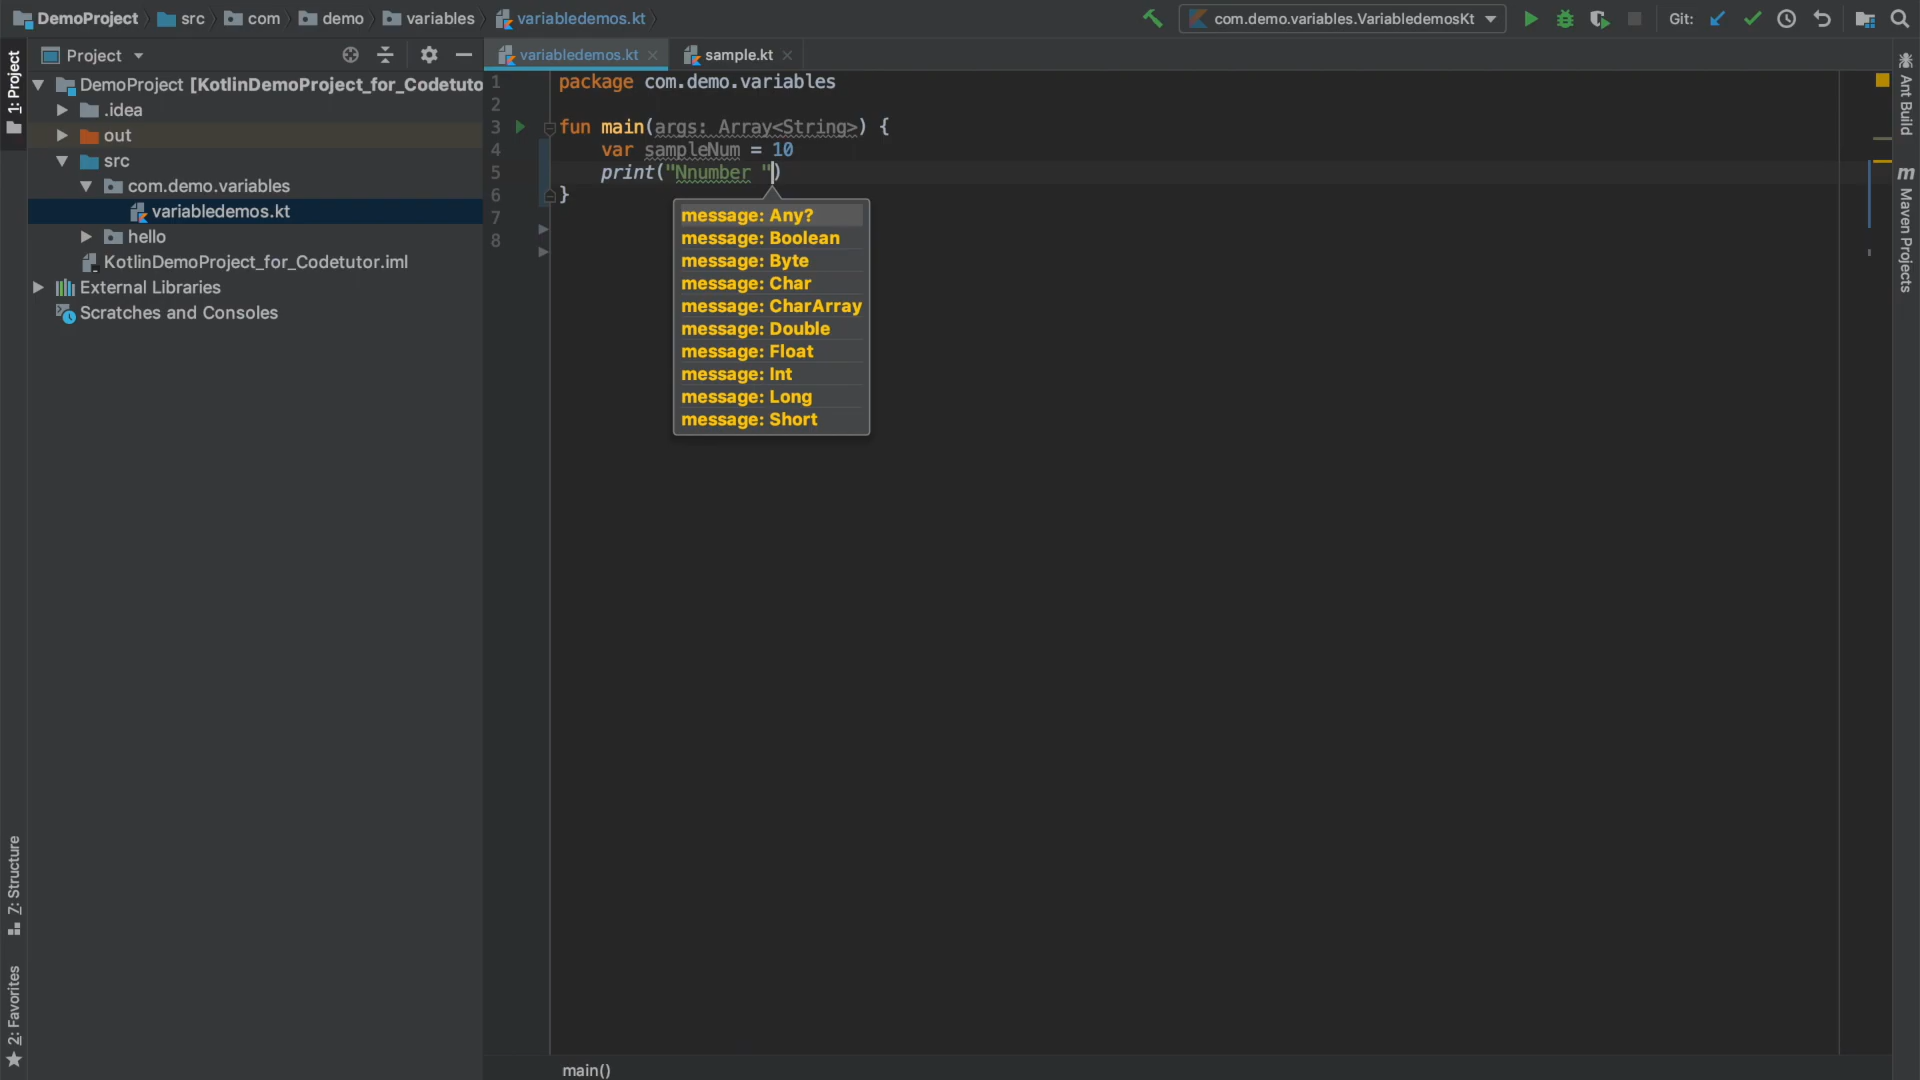 DemoProject src com demo variables variabledemos.kt com.demo.variables.VariabledemosKt Git:
1: Project
Project
DemoProject [KotlinDemoProject_for_Codetuto
.idea
out
src
com.demo.variables
variabledemos.kt
hello
KotlinDemoProject_for_Codetutor.iml
External Libraries
Scratches and Consoles
Z: Structure
2: Favorites
variabledemos.kt sample.kt
1 package com.demo.variables
2
3 fun main(args: Array<String>) {
4 var sampleNum = 10
5 print("Nnumber ")
6 }
7
8
message: Any?
message: Boolean
message: Byte
message: Char
message: CharArray
message: Double
message: Float
message: Int
message: Long
message: Short
main()
Ant Build
m Maven Projects